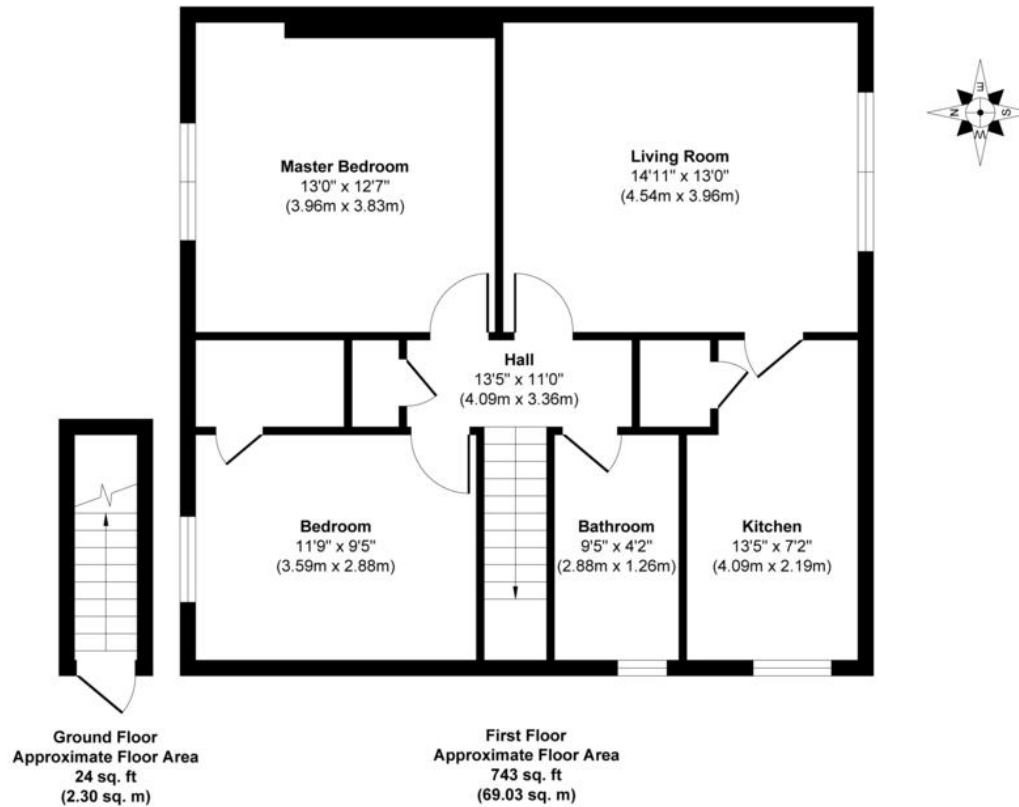 Master Bedroom
13'0" x 12'7"
(3.96m x 3.83m)
Living Room
14'11" x 13'0"
(4.54m x 3.96m)
E
N
S
W
Hall
13'5" x 11'0"
(4.09m x 3.36m)
Bedroom
11'9" x 9'5"
(3.59m x 2.88m)
Bathroom
9'5" x 4'2"
(2.88m x 1.26m)
Kitchen
13'5" x 7'2"
(4.09m x 2.19m)
Ground Floor
Approximate Floor Area
24 sq. ft
(2.30 sq. m)
First Floor
Approximate Floor Area
743 sq. ft
(69.03 sq. m)